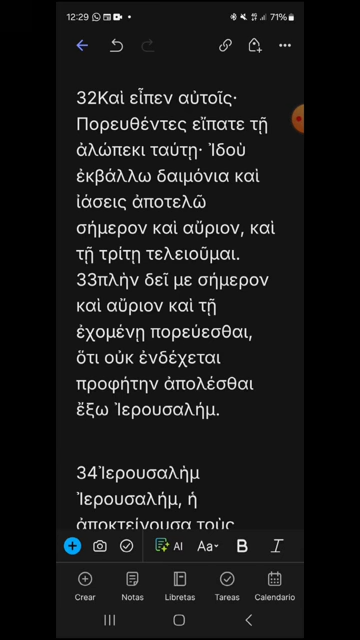 12:29
71%
32Καὶ εἶπεν αὐτοῖς·
Πορευθέντες εἴπατε τῇ
ἀλώπεκι ταύτῃ· Ἰδοὺ
ἐκβάλλω δαιμόνια καὶ
ἰάσεις ἀποτελῶ
σήμερον καὶ αὔριον, καὶ
τῇ τρίτῃ τελειοῦμαι.
33πλὴν δεῖ με σήμερον
καὶ αὔριον καὶ τῇ
ἐχομένῃ πορεύεσθαι,
ὅτι οὐκ ἐνδέχεται
προφήτην ἀπολέσθαι
ἔξω Ἰερουσαλήμ.
34Ἰερουσαλὴμ
Ἰερουσαλήμ, ἡ
ἀποκτείνουσα τοὺς
AI Aa B I
Crear Notas Libretas Tareas Calendario